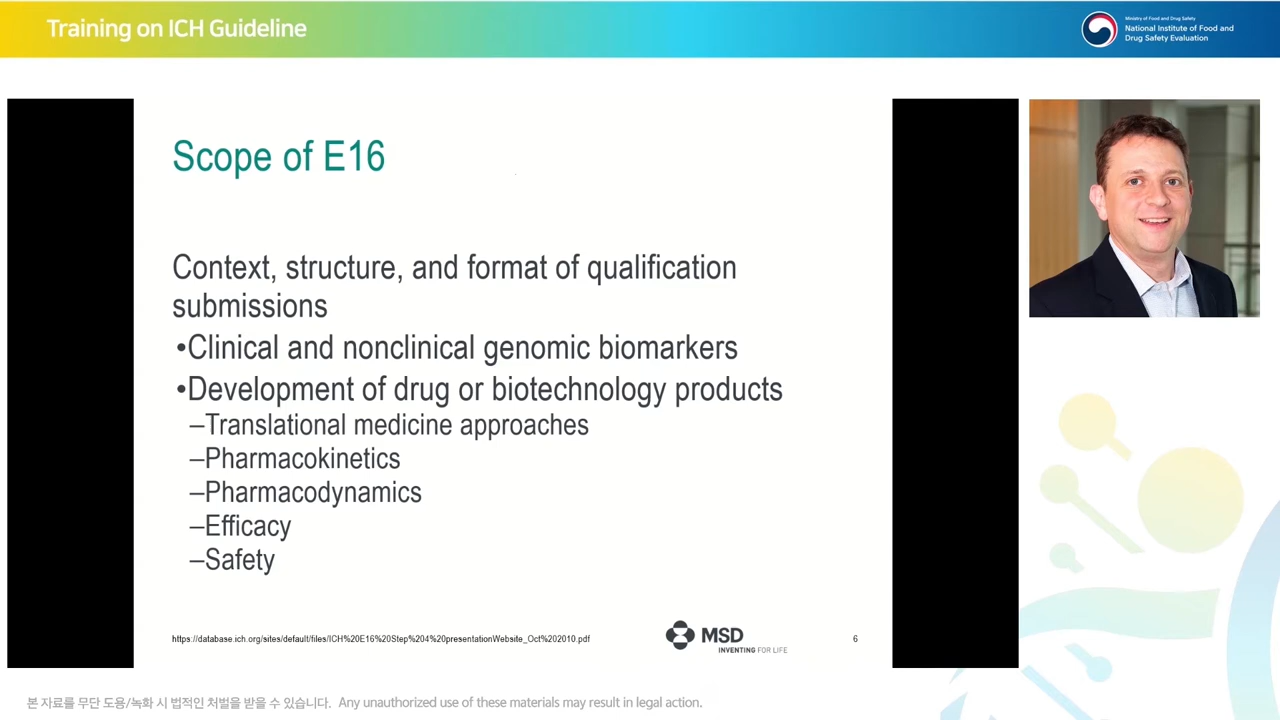 Training on ICH Guideline
Ministry of Food and Drug Safety
National Institute of Food and
Drug Safety Evaluation
Scope of E16
Context, structure, and format of qualification
submissions
•Clinical and nonclinical genomic biomarkers
•Development of drug or biotechnology products
–Translational medicine approaches
–Pharmacokinetics
–Pharmacodynamics
–Efficacy
–Safety
https://database.ich.org/sites/default/files/ICH%20E16%20Step%204%20presentationWebsite_Oct%202010.pdf
MSD
INVENTING FOR LIFE
6
본 자료를 무단 도용/녹화 시 법적인 처벌을 받을 수 있습니다. Any unauthorized use of these materials may result in legal action.